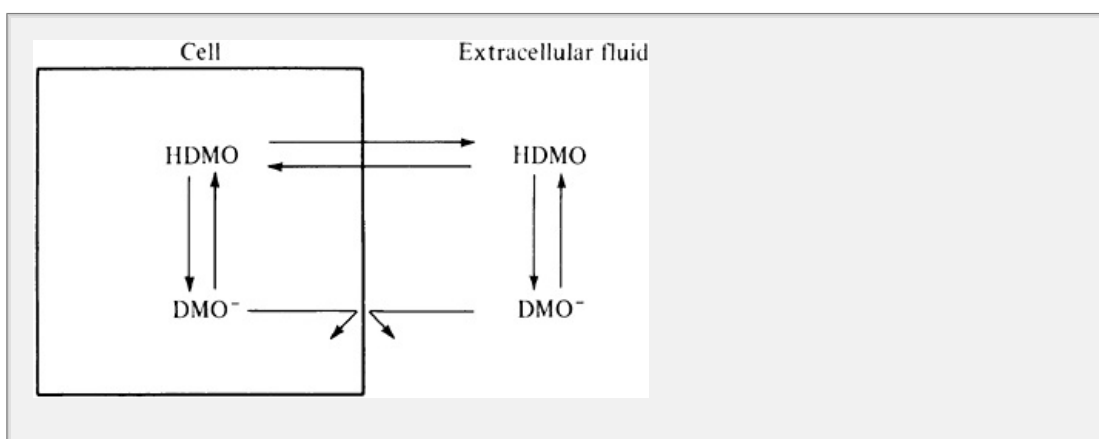 Cell Extracellular fluid
HDMO HDMO
DMO⁻ DMO⁻